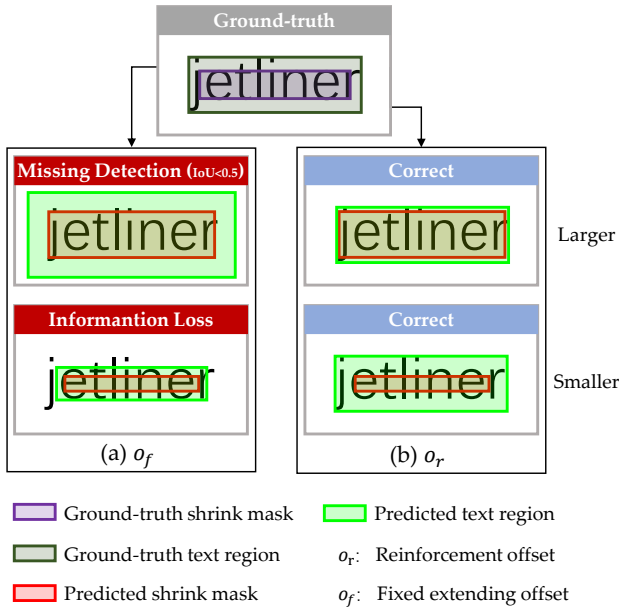 Ground-truth
jetliner
Missing Detection (IoU<0.5)
jetliner
Correct
jetliner
Larger
Informantion Loss
jetliner
Correct
jetliner
Smaller
(a) o_f
(b) o_r
Ground-truth shrink mask
Predicted text region
Ground-truth text region
o_r: Reinforcement offset
Predicted shrink mask
o_f: Fixed extending offset